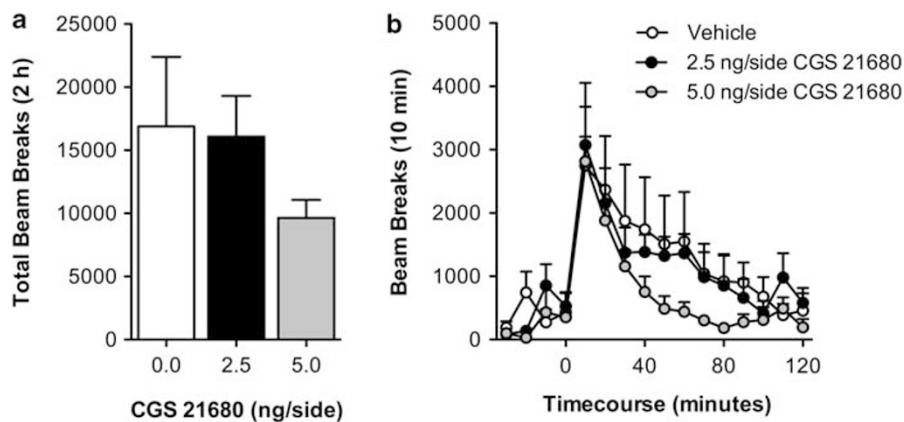 a
Total Beam Breaks (2 h)
25000
20000
15000
10000
5000
0
0.0 2.5 5.0
CGS 21680 (ng/side)
b
Beam Breaks (10 min)
5000
4000
3000
2000
1000
0
Vehicle
2.5 ng/side CGS 21680
5.0 ng/side CGS 21680
0 40 80 120
Timecourse (minutes)